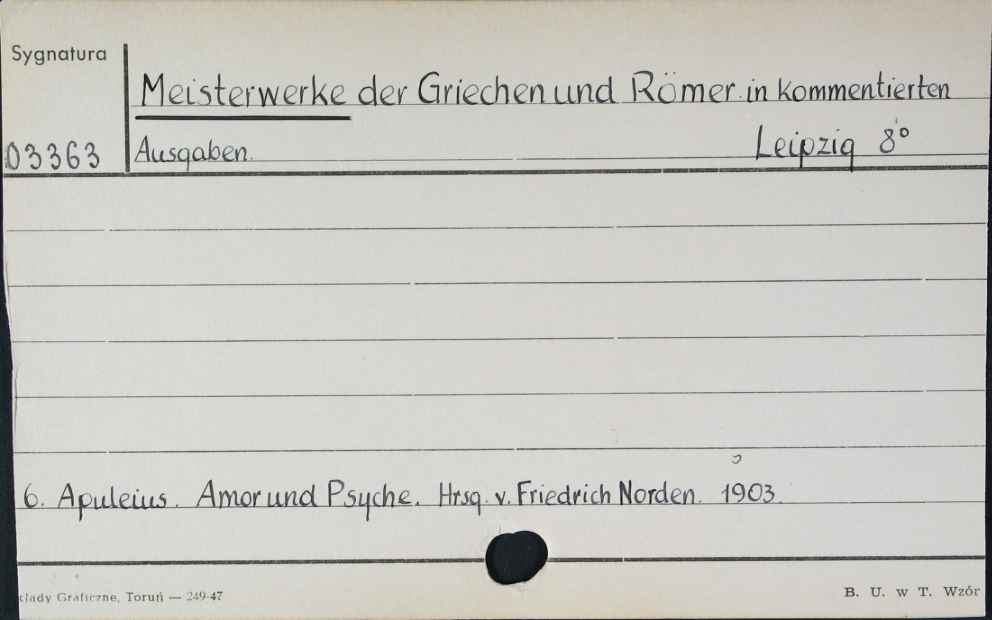 Sygnatura
Meisterwerke der Griechen und Römer in kommentierten
03363 Ausgaben. Leipzig 8°
6. Apuleius. Amor und Psyche. Hrsg. v. Friedrich Norden. 1903.
kłady Graficzne, Toruń — 249-47 B. U. w T. Wzór